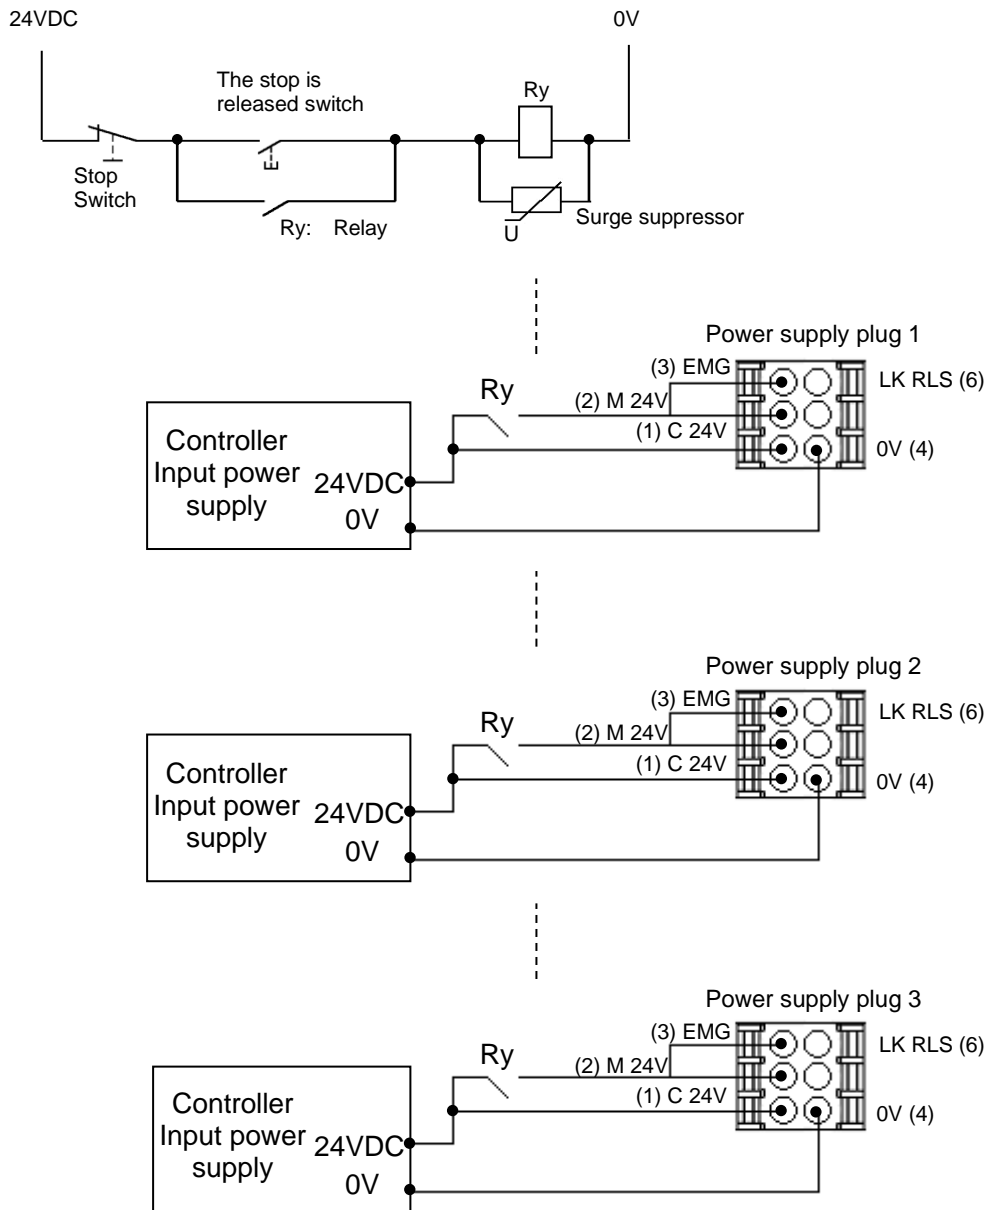 24VDC
0V
The stop is
released switch
Ry
Stop
Switch
Ry: Relay
U
Surge suppressor
Power supply plug 1
(3) EMG
LK RLS (6)
Ry
(2) M 24V
(1) C 24V
0V (4)
Controller
Input power
supply
24VDC
0V
Power supply plug 2
(3) EMG
LK RLS (6)
Ry
(2) M 24V
(1) C 24V
0V (4)
Controller
Input power
supply
24VDC
0V
Power supply plug 3
(3) EMG
LK RLS (6)
Ry
(2) M 24V
(1) C 24V
0V (4)
Controller
Input power
supply
24VDC
0V